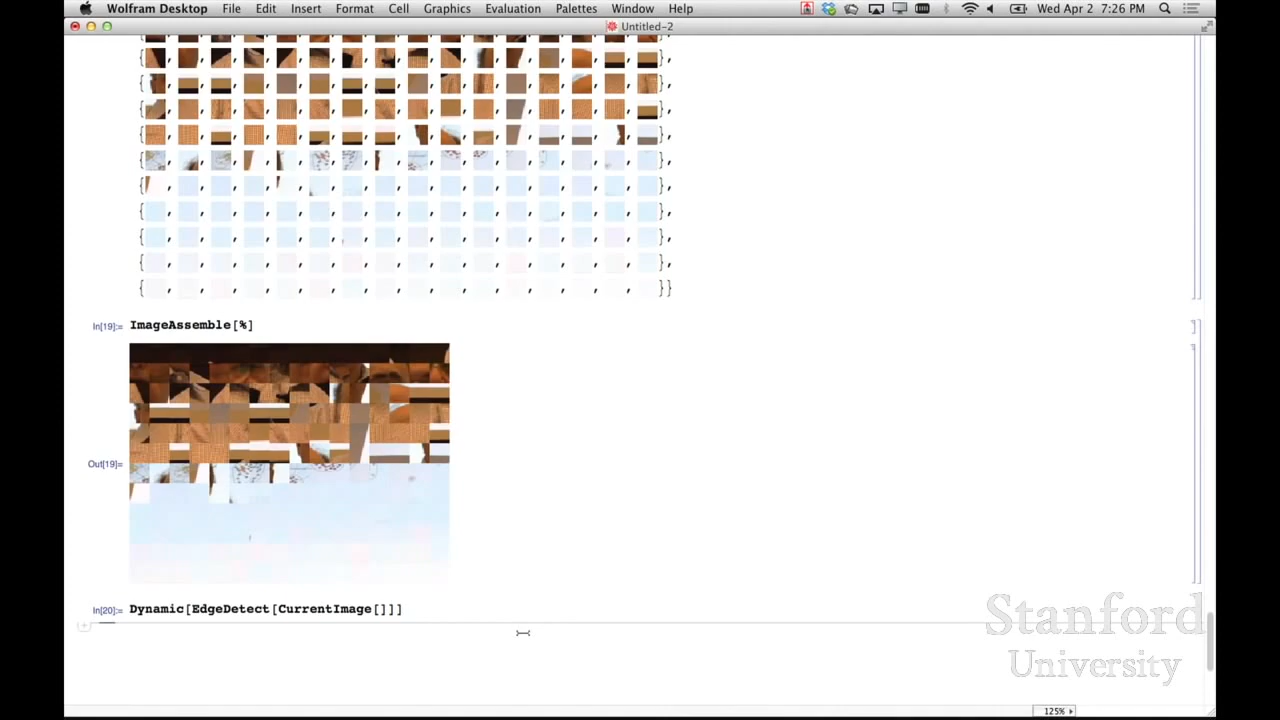 Wolfram Desktop File Edit Insert Format Cell Graphics Evaluation Palettes Window Help Wed Apr 2 7:26 PM
Untitled-2
{ , , , , , , , , , , , , , , , },
{ , , , , , , , , , , , , , , , },
{ , , , , , , , , , , , , , , , },
{ , , , , , , , , , , , , , , , },
{ , , , , , , , , , , , , , , , },
{ , , , , , , , , , , , , , , , },
{ , , , , , , , , , , , , , , , },
{ , , , , , , , , , , , , , , , },
{ , , , , , , , , , , , , , , , },
{ , , , , , , , , , , , , , , , }}
In[19]:= ImageAssemble[%]
Out[19]=
In[20]:= Dynamic[EdgeDetect[CurrentImage[]]]
Stanford
University
125%